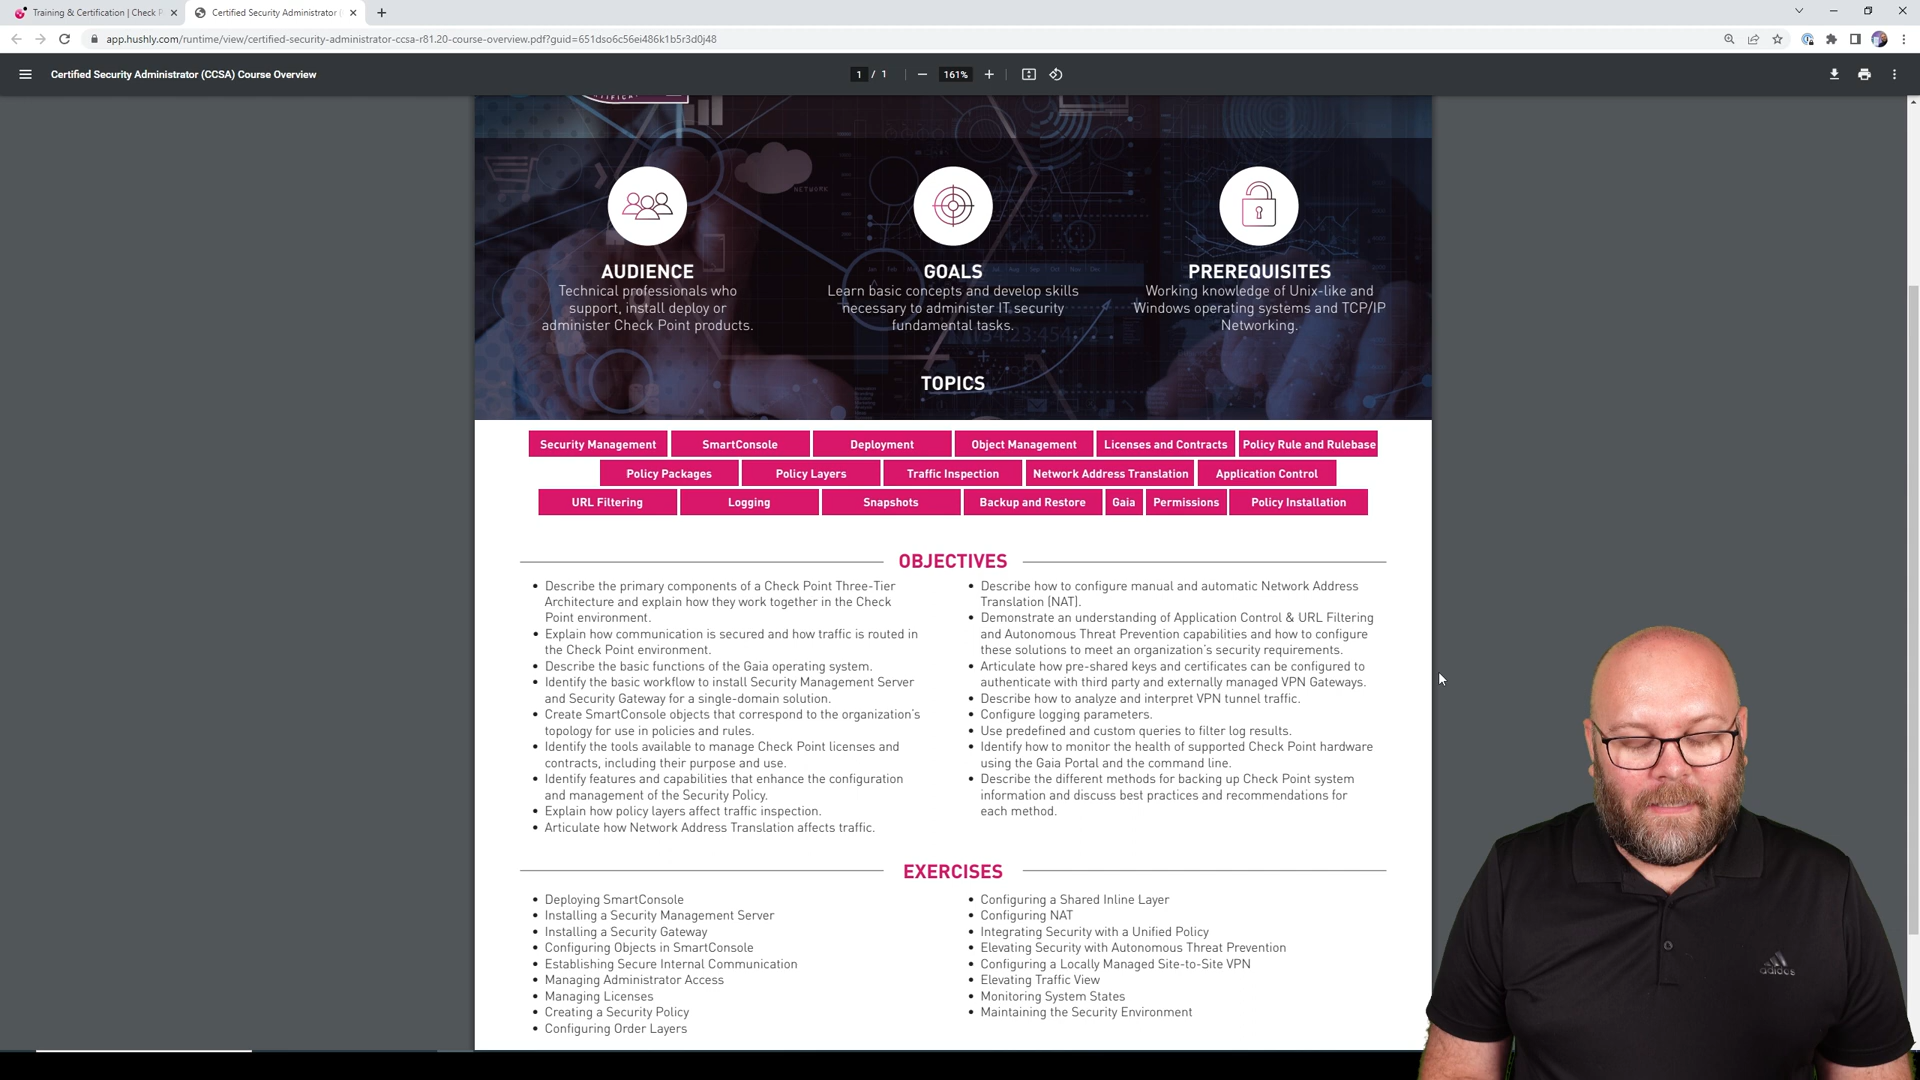 Training & Certification | Check P
Certified Security Administrator (
app.hushly.com/runtime/view/certified-security-administrator-ccsa-r81.20-course-overview.pdf?guid=651dso6c56ei486k1b5r3d0j48
Certified Security Administrator (CCSA) Course Overview
1 / 1
161%
NETWORK
AUDIENCE
Technical professionals who
support, install deploy or
administer Check Point products.
GOALS
Learn basic concepts and develop skills
necessary to administer IT security
fundamental tasks.
PREREQUISITES
Working knowledge of Unix-like and
Windows operating systems and TCP/IP
Networking.
TOPICS
Security Management SmartConsole Deployment Object Management Licenses and Contracts Policy Rule and Rulebase
Policy Packages Policy Layers Traffic Inspection Network Address Translation Application Control
URL Filtering Logging Snapshots Backup and Restore Gaia Permissions Policy Installation
OBJECTIVES
• Describe the primary components of a Check Point Three-Tier
Architecture and explain how they work together in the Check
Point environment.
• Explain how communication is secured and how traffic is routed in
the Check Point environment.
• Describe the basic functions of the Gaia operating system.
• Identify the basic workflow to install Security Management Server
and Security Gateway for a single-domain solution.
• Create SmartConsole objects that correspond to the organization's
topology for use in policies and rules.
• Identify the tools available to manage Check Point licenses and
contracts, including their purpose and use.
• Identify features and capabilities that enhance the configuration
and management of the Security Policy.
• Explain how policy layers affect traffic inspection.
• Articulate how Network Address Translation affects traffic.
• Describe how to configure manual and automatic Network Address
Translation (NAT).
• Demonstrate an understanding of Application Control & URL Filtering
and Autonomous Threat Prevention capabilities and how to configure
these solutions to meet an organization's security requirements.
• Articulate how pre-shared keys and certificates can be configured to
authenticate with third party and externally managed VPN Gateways.
• Describe how to analyze and interpret VPN tunnel traffic.
• Configure logging parameters.
• Use predefined and custom queries to filter log results.
• Identify how to monitor the health of supported Check Point hardware
using the Gaia Portal and the command line.
• Describe the different methods for backing up Check Point system
information and discuss best practices and recommendations for
each method.
EXERCISES
• Deploying SmartConsole
• Installing a Security Management Server
• Installing a Security Gateway
• Configuring Objects in SmartConsole
• Establishing Secure Internal Communication
• Managing Administrator Access
• Managing Licenses
• Creating a Security Policy
• Configuring Order Layers
• Configuring a Shared Inline Layer
• Configuring NAT
• Integrating Security with a Unified Policy
• Elevating Security with Autonomous Threat Prevention
• Configuring a Locally Managed Site-to-Site VPN
• Elevating Traffic View
• Monitoring System States
• Maintaining the Security Environment
adidas